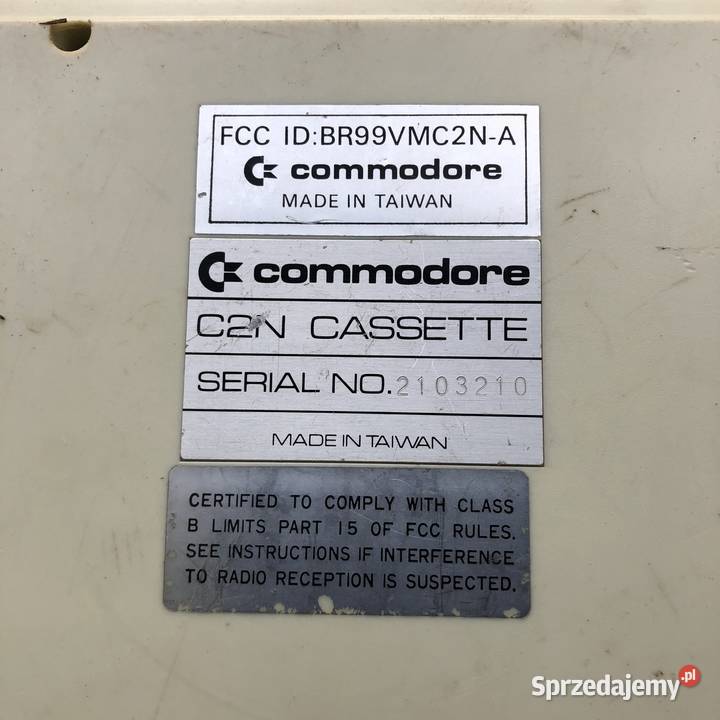 FCC ID:BR99VMC2N-A
commodore
MADE IN TAIWAN
commodore
C2N CASSETTE
SERIAL NO. 2103210
MADE IN TAIWAN
CERTIFIED TO COMPLY WITH CLASS
B LIMITS PART 15 OF FCC RULES.
SEE INSTRUCTIONS IF INTERFERENCE
TO RADIO RECEPTION IS SUSPECTED.
Sprzedajemy.pl